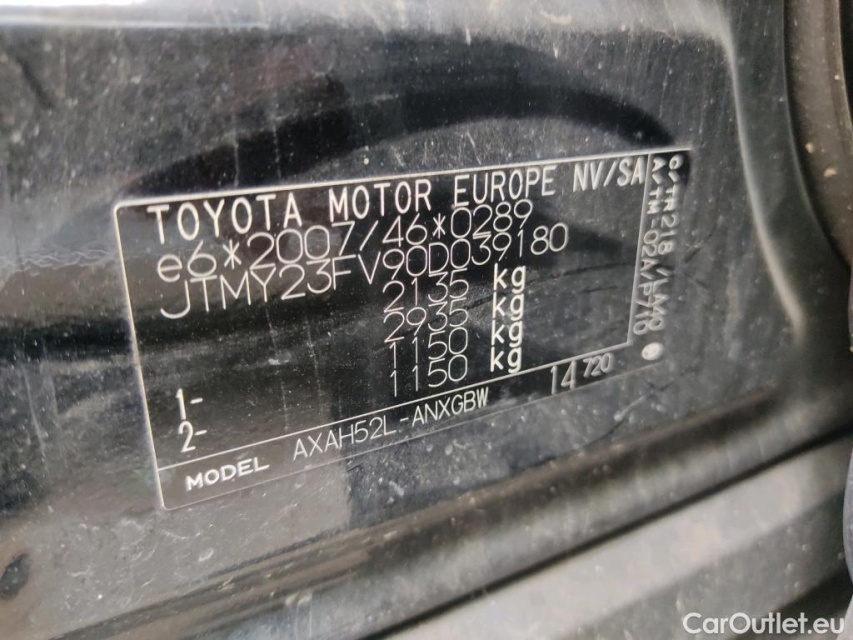 TOYOTA MOTOR EUROPE NV/SA
e6*2007/46*0289
JTMY23FV90D039180
2135 kg
2935 kg
1- 1150 kg
2- 1150 kg
MODEL AXAH52L-ANXGBW 14 720
CarOutlet.eu